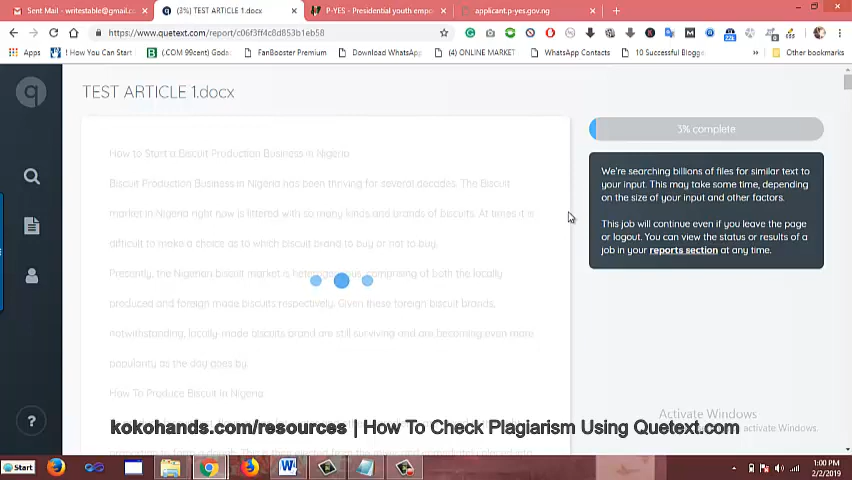 Sent Mail - writestable@gmail.co
(3%) TEST ARTICLE 1.docx
P-YES - Presidential youth empo
applicant.p-yes.gov.ng
https://www.quetext.com/report/c06f3ff4c8d853b1eb58
Apps
! How You Can Start
(.COM 99cent) Gods
FanBooster Premium
Download WhatsApp
(4) ONLINE MARKET
WhatsApp Contacts
10 Successful Blogge
Other bookmarks
TEST ARTICLE 1.docx
3% complete
We're searching billions of files for similar text to
your input. This may take some time, depending
on the size of your input and other factors.
This job will continue even if you leave the page
or logout. You can view the status or results of a
job in your reports section at any time.
How to Start a Biscuit Production Business in Nigeria
Biscuit Production Business in Nigeria has been thriving for several decades. The Biscuit
market in Nigeria right now is littered with so many kinds and brands of biscuits. At times it is
difficult to make a choice as to which biscuit brand to buy or not to buy.
Presently, the Nigerian biscuit market is heterogeneous comprising of both the locally
produced and foreign made biscuits respectively. Given these foreign biscuit brands,
notwithstanding, locally-made biscuits brand are still surviving and are becoming even more
popularity as the day goes by.
How To Produce Biscuit In Nigeria
Activate Windows
activate Windows.
kokohands.com/resources | How To Check Plagiarism Using Quetext.com
Start
1:00 PM
2/2/2019